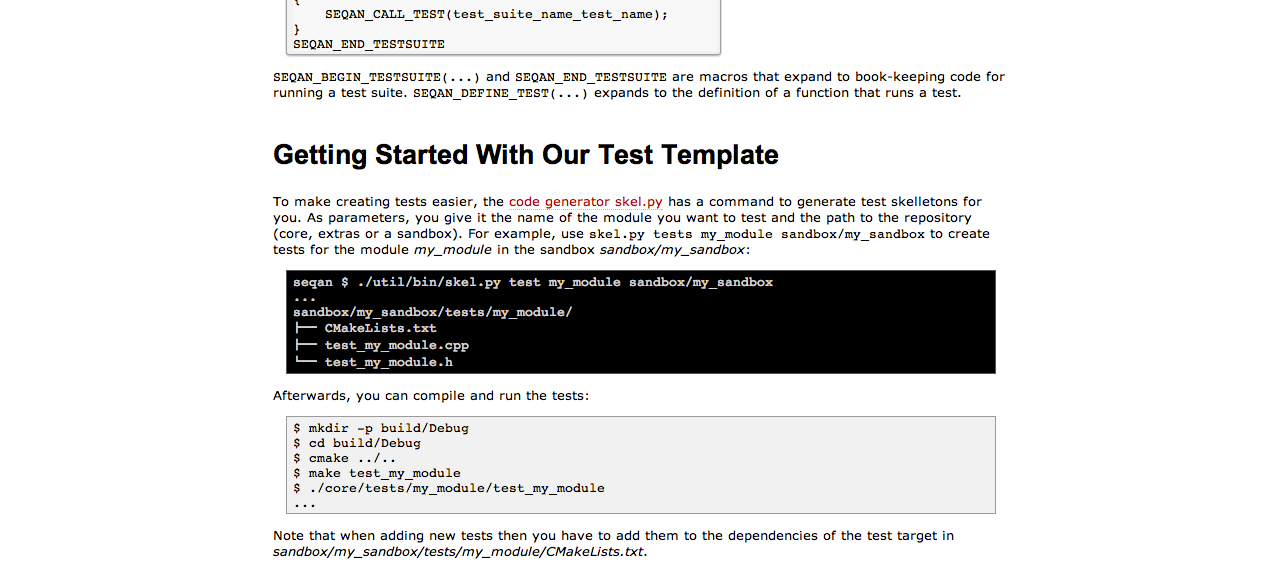 {
SEQAN_CALL_TEST(test_suite_name_test_name);
}
SEQAN_END_TESTSUITE
SEQAN_BEGIN_TESTSUITE(...) and SEQAN_END_TESTSUITE are macros that expand to book-keeping code for
running a test suite. SEQAN_DEFINE_TEST(...) expands to the definition of a function that runs a test.
Getting Started With Our Test Template
To make creating tests easier, the code generator skel.py has a command to generate test skelletons for
you. As parameters, you give it the name of the module you want to test and the path to the repository
(core, extras or a sandbox). For example, use skel.py tests my_module sandbox/my_sandbox to create
tests for the module my_module in the sandbox sandbox/my_sandbox:
seqan $ ./util/bin/skel.py test my_module sandbox/my_sandbox
...
sandbox/my_sandbox/tests/my_module/
├── CMakeLists.txt
├── test_my_module.cpp
└── test_my_module.h
Afterwards, you can compile and run the tests:
$ mkdir -p build/Debug
$ cd build/Debug
$ cmake ../..
$ make test_my_module
$ ./core/tests/my_module/test_my_module
...
Note that when adding new tests then you have to add them to the dependencies of the test target in
sandbox/my_sandbox/tests/my_module/CMakeLists.txt.